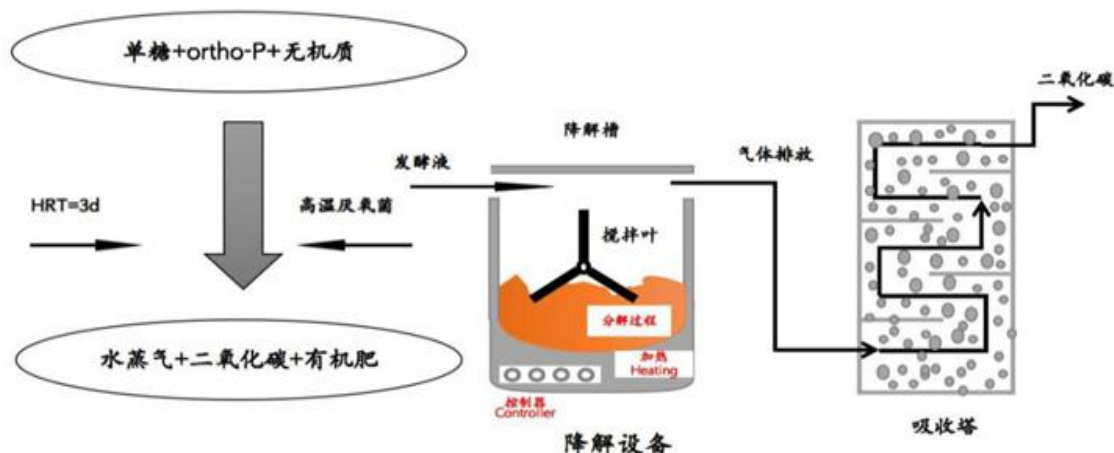 单糖+ortho-P+无机质
HRT=3d
高温厌氧菌
水蒸气+二氧化碳+有机肥
发酵液
降解槽
搅拌叶
分解过程
加热
Heating
控制器
Controller
降解设备
气体排放
二氧化碳
吸收塔